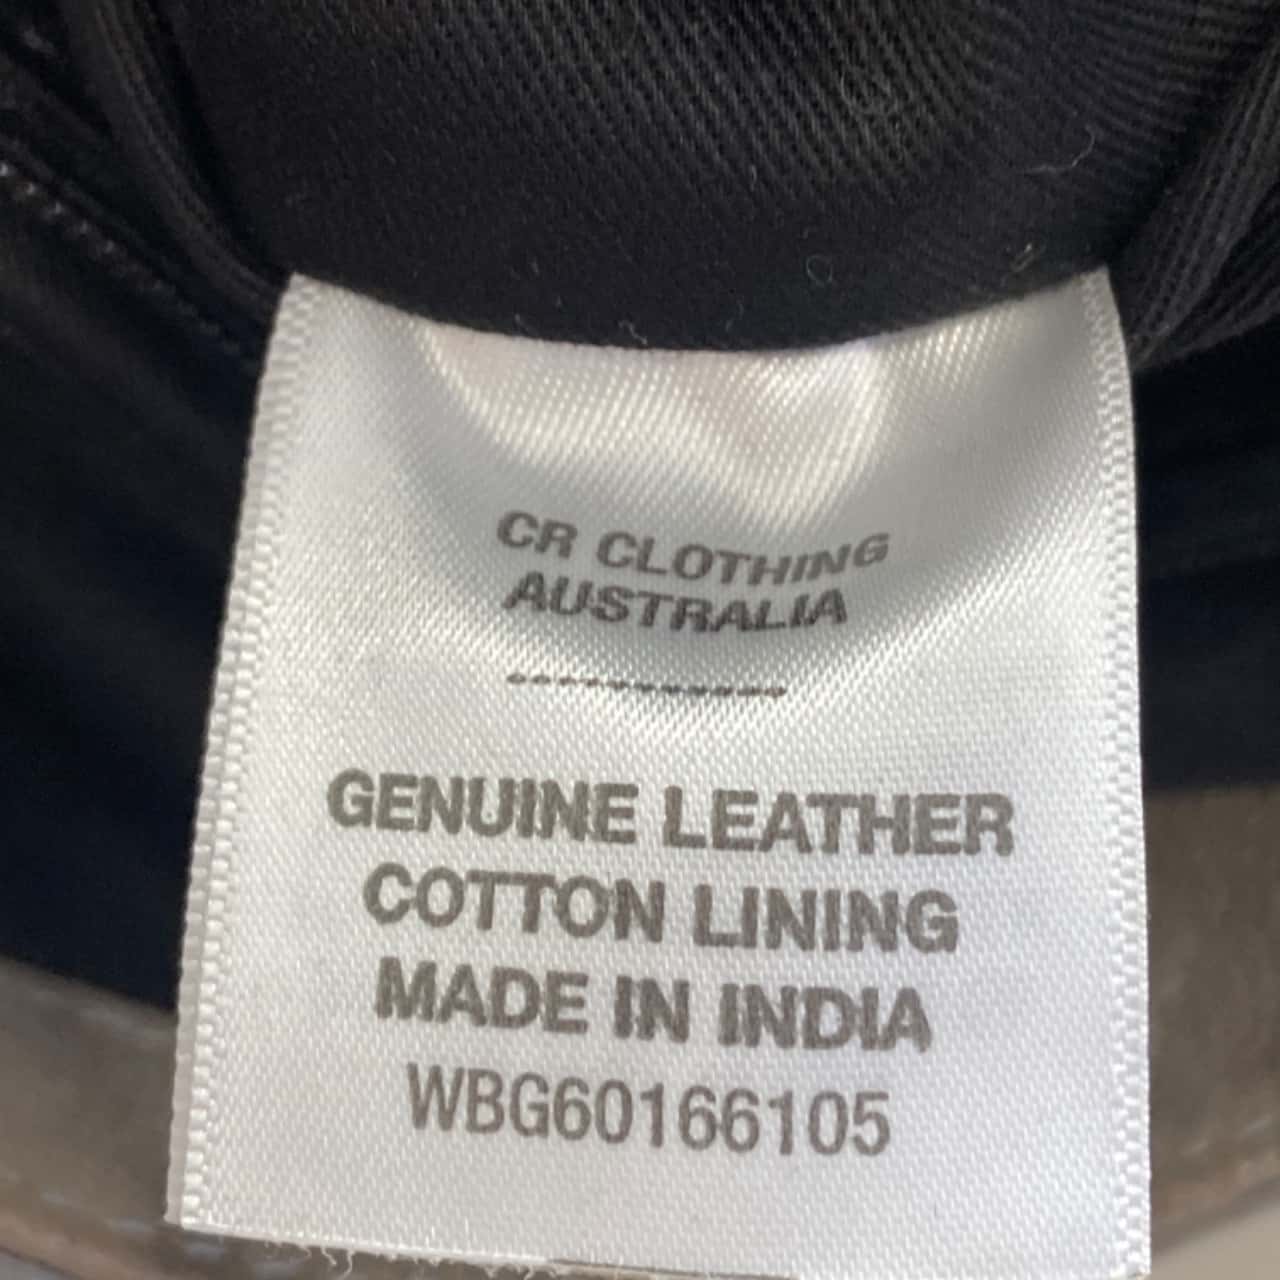 CR CLOTHING
AUSTRALIA
GENUINE LEATHER
COTTON LINING
MADE IN INDIA
WBG60166105